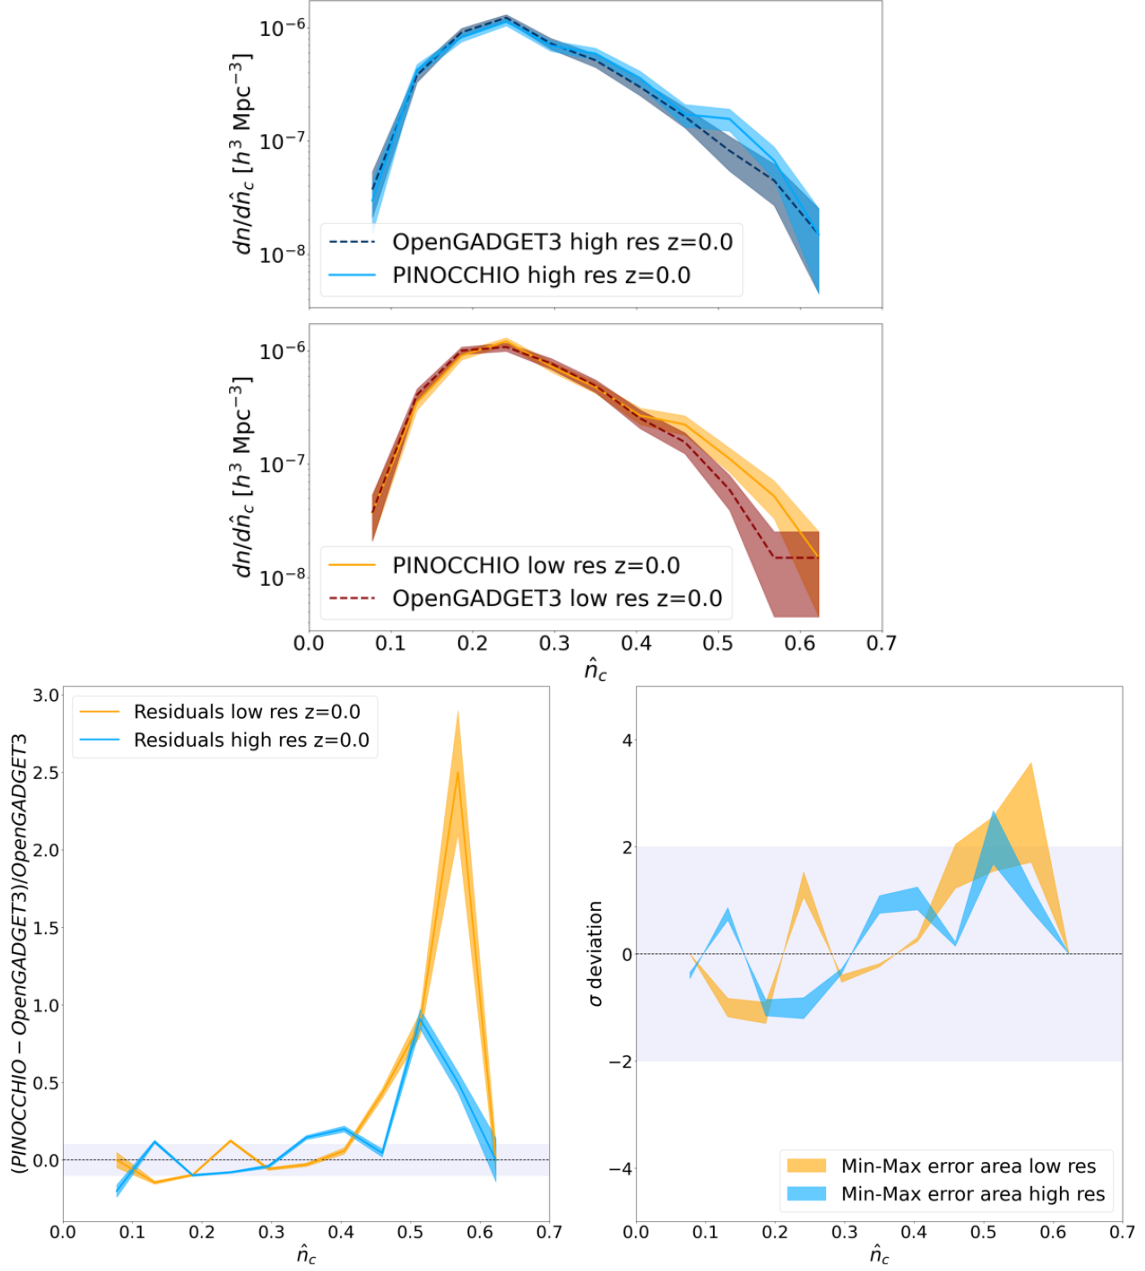 10⁻⁶
10⁻⁷
10⁻⁸
dn/dn̂_c [h³ Mpc⁻³]
OpenGADGET3 high res z=0.0
PINOCCHIO high res z=0.0
10⁻⁶
10⁻⁷
10⁻⁸
dn/dn̂_c [h³ Mpc⁻³]
PINOCCHIO low res z=0.0
OpenGADGET3 low res z=0.0
0.0 0.1 0.2 0.3 0.4 0.5 0.6 0.7
n̂_c
3.0
2.5
2.0
1.5
1.0
0.5
0.0
(PINOCCHIO − OpenGADGET3)/OpenGADGET3
Residuals low res z=0.0
Residuals high res z=0.0
0.0 0.1 0.2 0.3 0.4 0.5 0.6 0.7
n̂_c
4
2
0
−2
−4
σ deviation
Min-Max error area low res
Min-Max error area high res
0.0 0.1 0.2 0.3 0.4 0.5 0.6 0.7
n̂_c